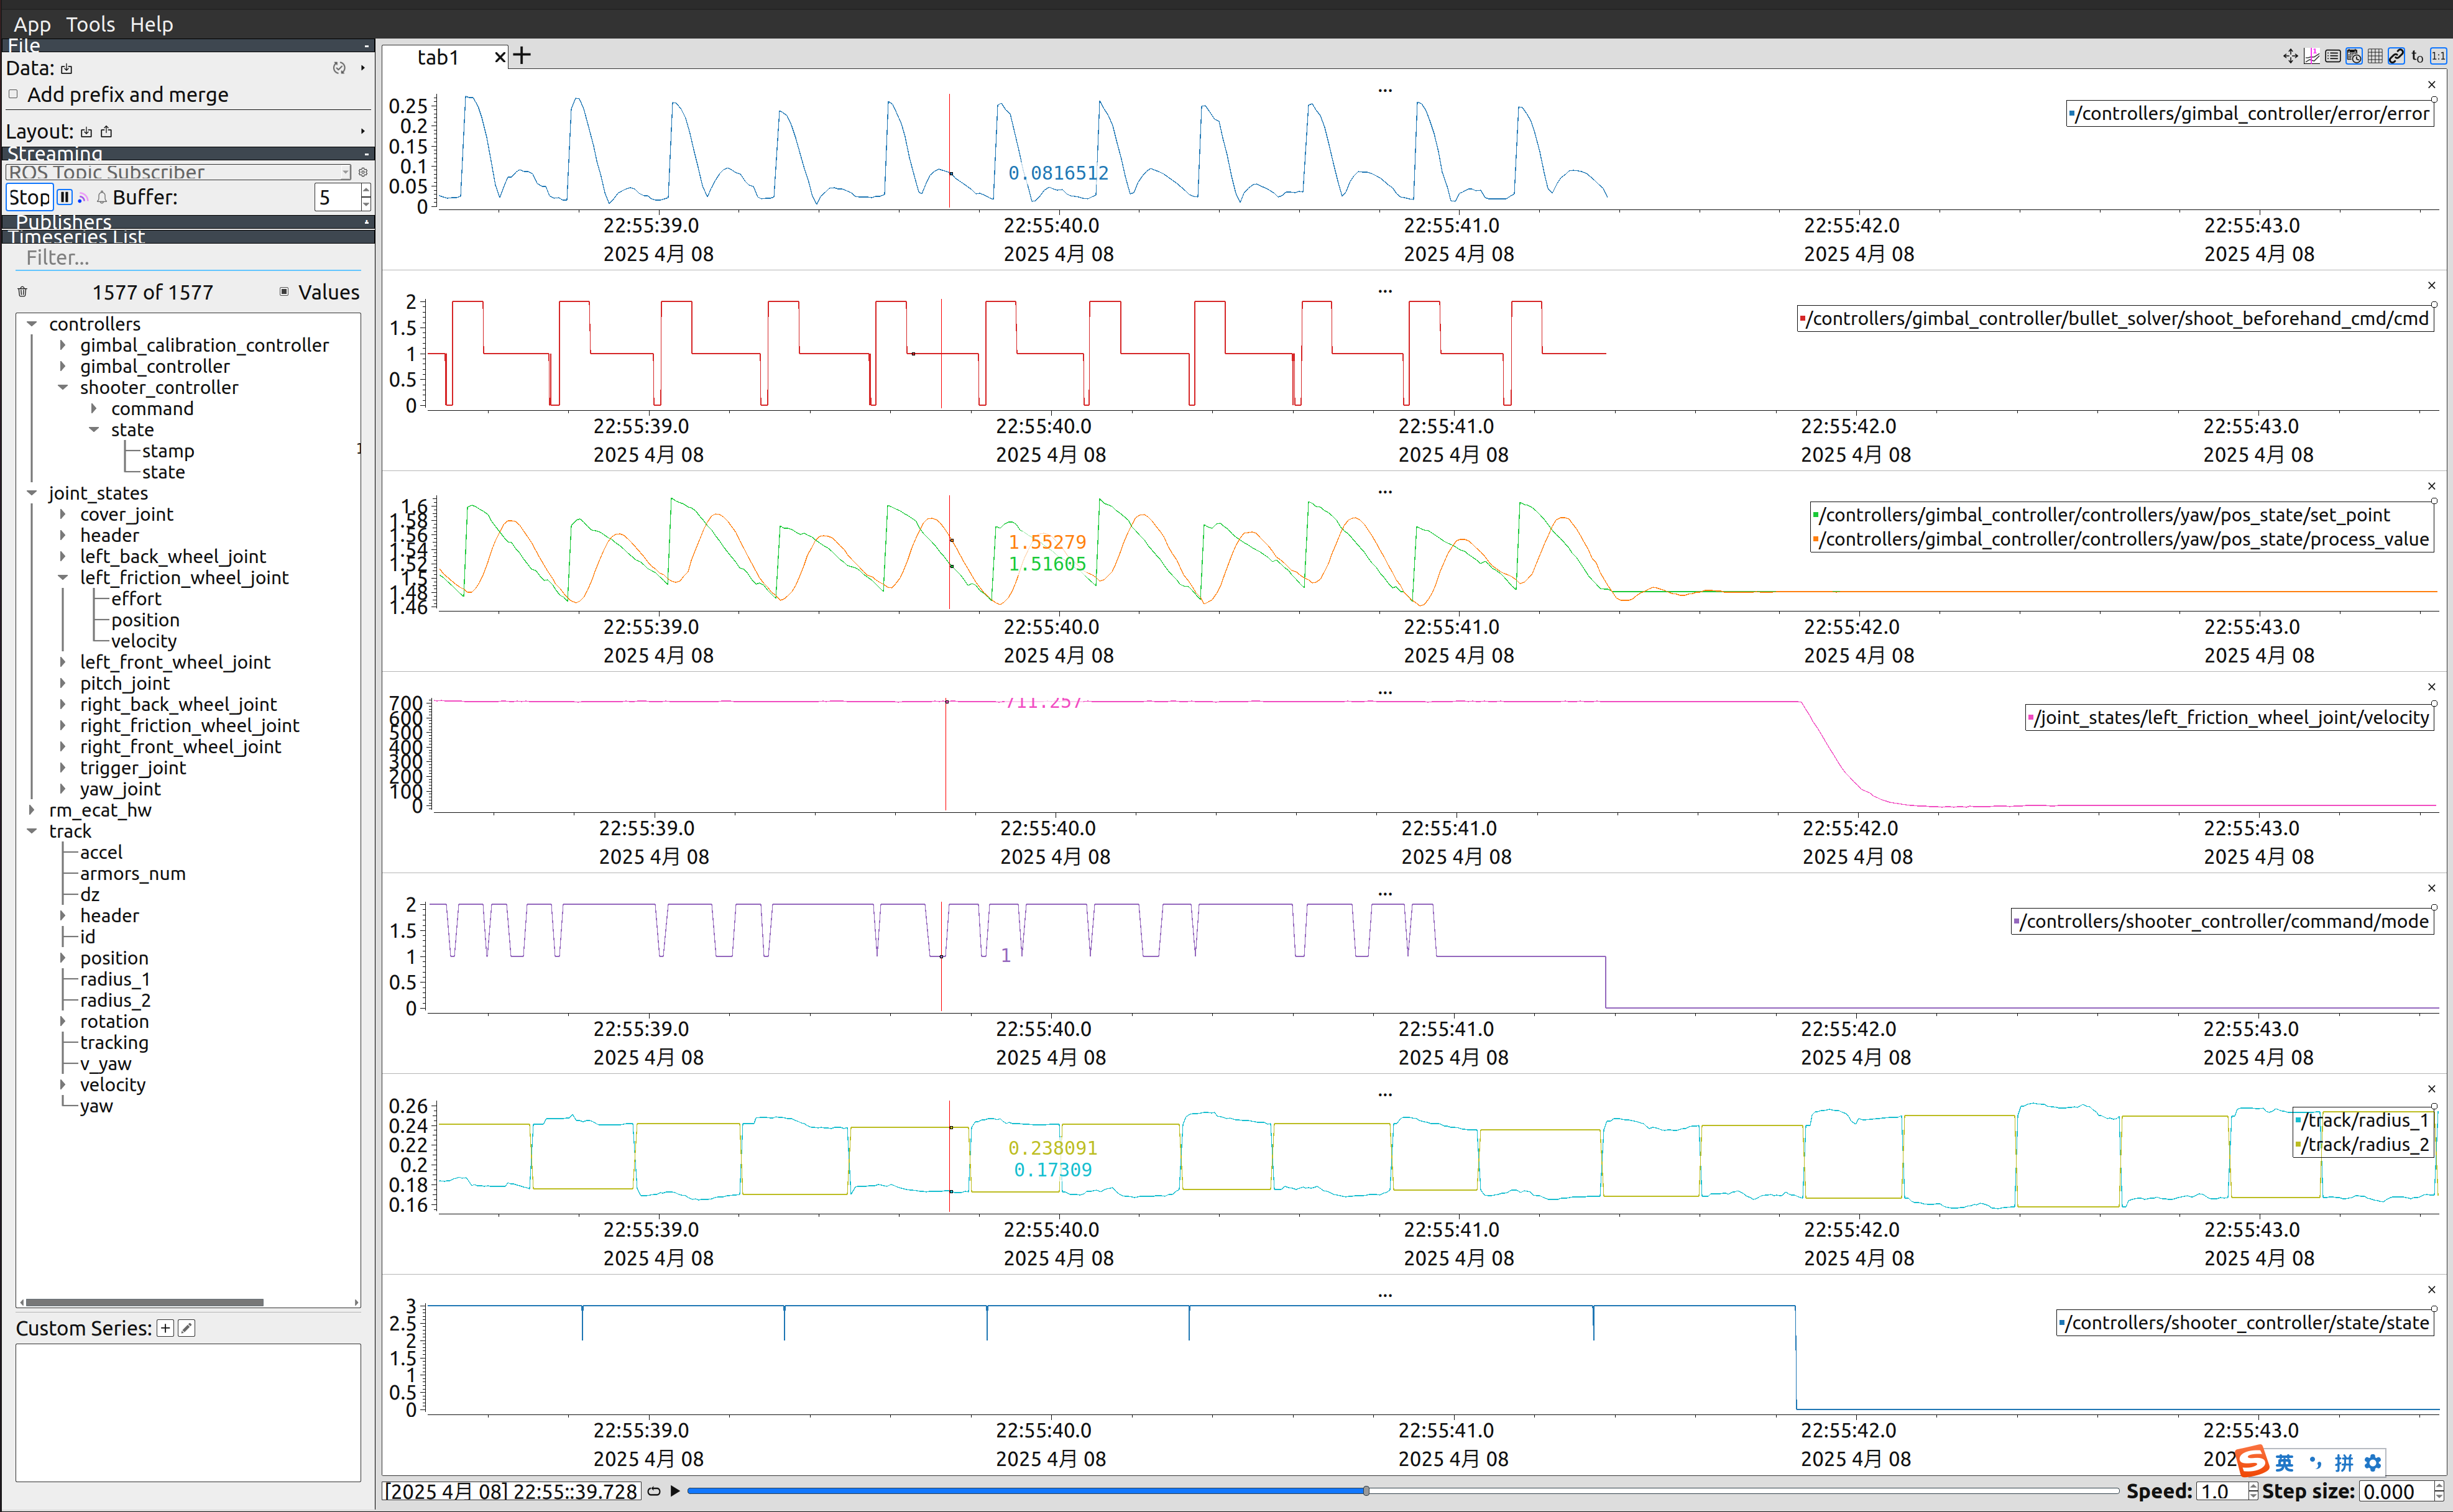 App Tools Help
File
Data:
Add prefix and merge
Layout:
Streaming
ROS Topic Subscriber
Stop Buffer: 5
Publishers
Timeseries List
Filter...
1577 of 1577 Values
controllers
gimbal_calibration_controller
gimbal_controller
shooter_controller
command
state
stamp
state
joint_states
cover_joint
header
left_back_wheel_joint
left_friction_wheel_joint
effort
position
velocity
left_front_wheel_joint
pitch_joint
right_back_wheel_joint
right_friction_wheel_joint
right_front_wheel_joint
trigger_joint
yaw_joint
rm_ecat_hw
track
accel
armors_num
dz
header
id
position
radius_1
radius_2
rotation
tracking
v_yaw
velocity
yaw
Custom Series:
tab1
t0 1:1
/controllers/gimbal_controller/error/error
0.25
0.2
0.15
0.1
0.05
0
0.0816512
22:55:39.0 22:55:40.0 22:55:41.0 22:55:42.0 22:55:43.0
2025 4月 08 2025 4月 08 2025 4月 08 2025 4月 08 2025 4月 08
/controllers/gimbal_controller/bullet_solver/shoot_beforehand_cmd/cmd
2
1.5
1
0.5
0
22:55:39.0 22:55:40.0 22:55:41.0 22:55:42.0 22:55:43.0
2025 4月 08 2025 4月 08 2025 4月 08 2025 4月 08 2025 4月 08
/controllers/gimbal_controller/controllers/yaw/pos_state/set_point
/controllers/gimbal_controller/controllers/yaw/pos_state/process_value
1.6
1.58
1.56
1.54
1.52
1.5
1.48
1.46
1.55279
1.51605
22:55:39.0 22:55:40.0 22:55:41.0 22:55:42.0 22:55:43.0
2025 4月 08 2025 4月 08 2025 4月 08 2025 4月 08 2025 4月 08
/joint_states/left_friction_wheel_joint/velocity
700
600
500
400
300
200
100
0
711.257
22:55:39.0 22:55:40.0 22:55:41.0 22:55:42.0 22:55:43.0
2025 4月 08 2025 4月 08 2025 4月 08 2025 4月 08 2025 4月 08
/controllers/shooter_controller/command/mode
2
1.5
1
0.5
0
1
22:55:39.0 22:55:40.0 22:55:41.0 22:55:42.0 22:55:43.0
2025 4月 08 2025 4月 08 2025 4月 08 2025 4月 08 2025 4月 08
/track/radius_1
/track/radius_2
0.26
0.24
0.22
0.2
0.18
0.16
0.238091
0.17309
22:55:39.0 22:55:40.0 22:55:41.0 22:55:42.0 22:55:43.0
2025 4月 08 2025 4月 08 2025 4月 08 2025 4月 08 2025 4月 08
/controllers/shooter_controller/state/state
3
2.5
2
1.5
1
0.5
0
22:55:39.0 22:55:40.0 22:55:41.0 22:55:42.0 22:55:43.0
2025 4月 08 2025 4月 08 2025 4月 08 2025 4月 08 202
S 英 拼
[2025 4月 08] 22:55::39.728 Speed: 1.0 Step size: 0.000